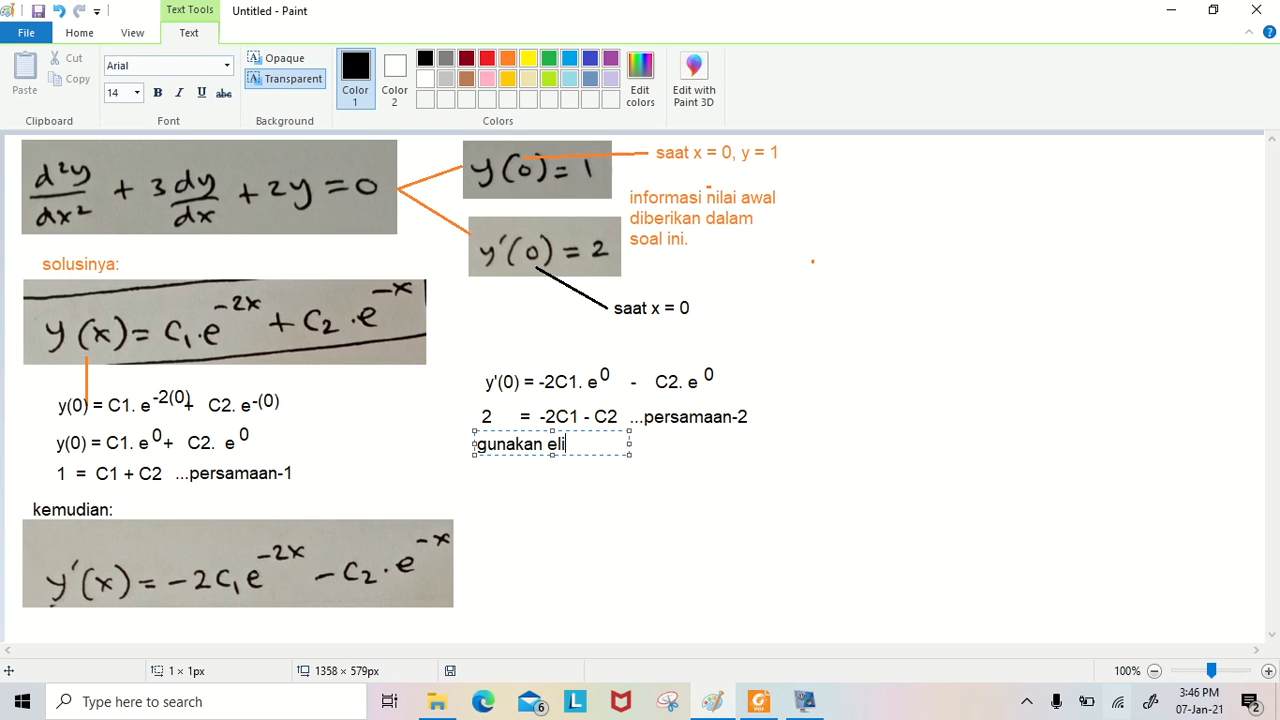 Text Tools
Untitled - Paint
File
Home
View
Text
Paste
Cut
Copy
Clipboard
Arial
14
B I U abc
Font
Opaque
Transparent
Background
Color 1
Color 2
Edit colors
Edit with Paint 3D
Colors
d²y/dx² + 3 dy/dx + 2y = 0
y(0) = 1
saat x = 0, y = 1
informasi nilai awal
diberikan dalam
soal ini.
y'(0) = 2
saat x = 0
solusinya:
y(x) = C₁.e^-2x + C₂.e^-x
y(0) = C1. e^-2(0) + C2. e^-(0)
y(0) = C1. e^0 + C2. e^0
1 = C1 + C2 ...persamaan-1
kemudian:
y'(x) = -2C₁e^-2x - C₂.e^-x
y'(0) = -2C1. e^0 - C2. e^0
2 = -2C1 - C2 ...persamaan-2
gunakan eli
1 × 1px
1358 × 579px
100%
Type here to search
6
L
PDF
3:46 PM
07-Jan-21
2